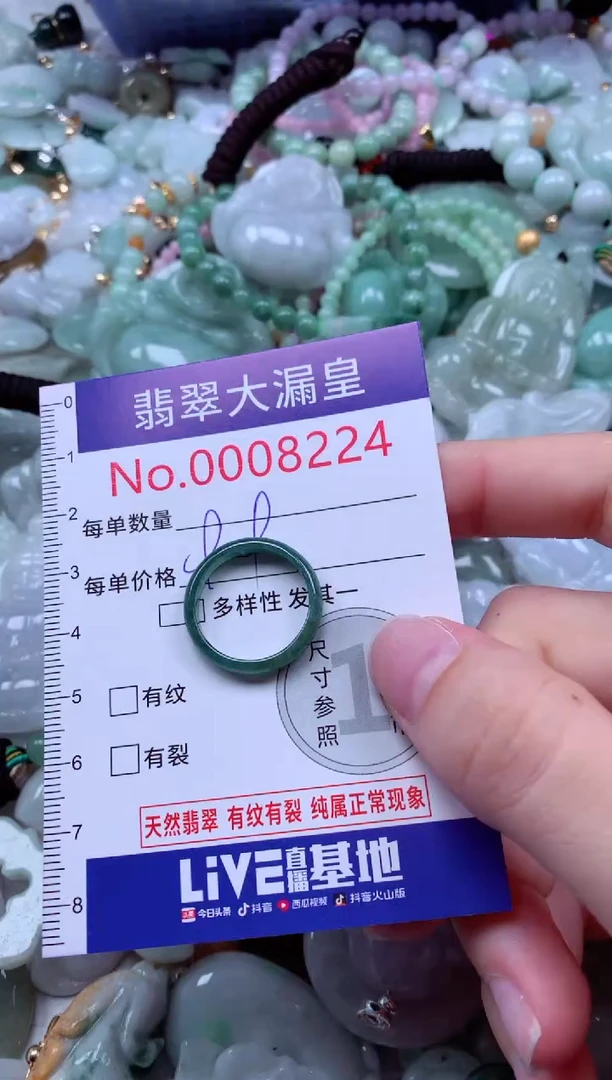 翡翠大漏皇
No.0008224
0
1
2
3
4
5
6
7
8
每单数量
每单价格
多样性 发其一
尺寸参照
1
有纹
有裂
天然翡翠 有纹有裂 纯属正常现象
LiVE直播基地
头条 今日头条 抖音 西瓜视频 抖音火山版